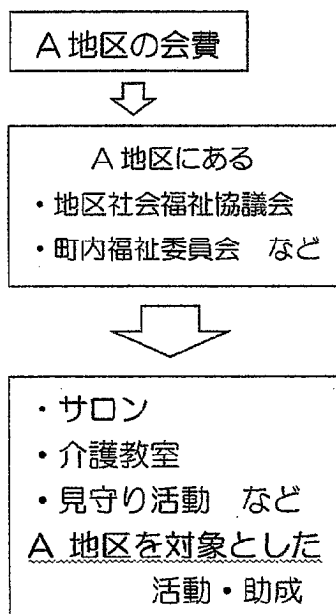 A地区の会費
A地区にある
・地区社会福祉協議会
・町内福祉委員会 など
・サロン
・介護教室
・見守り活動 など
A 地区を対象とした
活動・助成